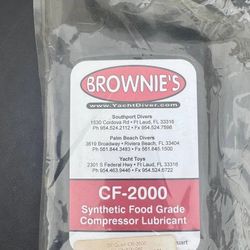 BROWNIE'S
www.YachtDiver.com
Southport Divers
1530 Cordova Rd • Ft Laud, FL 33316
Ph 954.524.2112 • Fx 954.524.7598
Palm Beach Divers
3619 Broadway • Riviera Beach, FL 33404
Ph 561.844.3483 • Fx 561.845.1500
Yacht Toys
2301 S Federal Hwy • Ft Laud, FL 33316
Ph 954.463.9446 • Fx 954.524.6722
CF-2000
Synthetic Food Grade
Compressor Lubricant
Quart